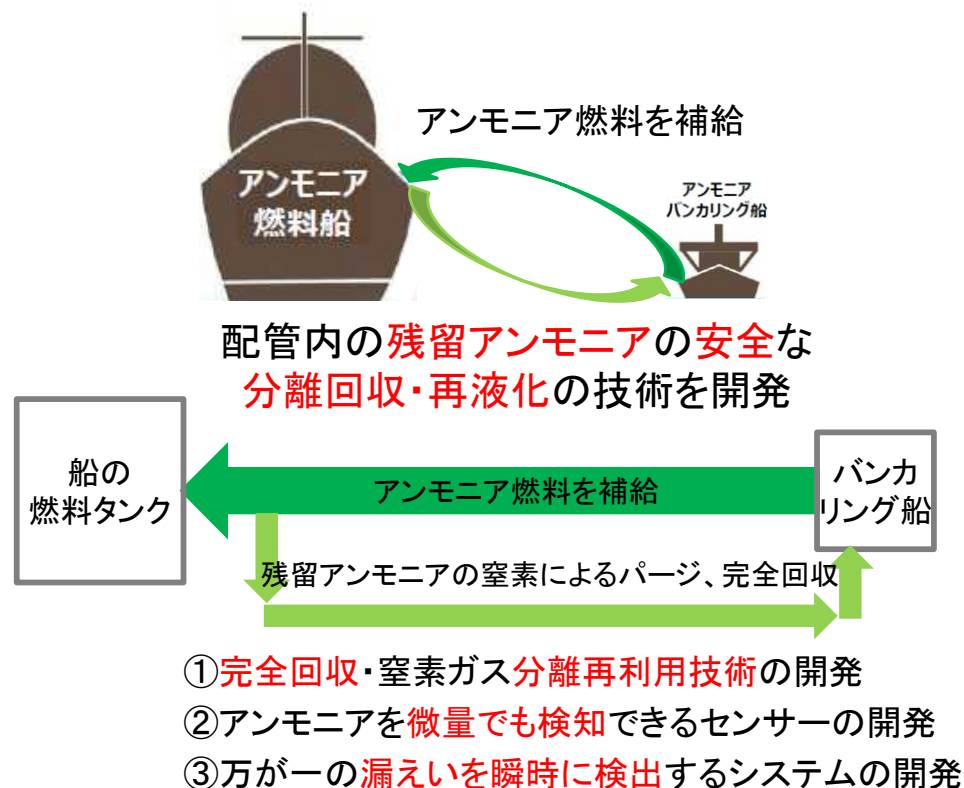 アンモニア燃料を補給
アンモニア
燃料船
アンモニア
バンカリング船
配管内の残留アンモニアの安全な
分離回収・再液化の技術を開発
船の
燃料タンク
アンモニア燃料を補給
バンカ
リング船
残留アンモニアの窒素によるパージ、完全回収
①完全回収・窒素ガス分離再利用技術の開発
②アンモニアを微量でも検知できるセンサーの開発
③万が一の漏えいを瞬時に検出するシステムの開発